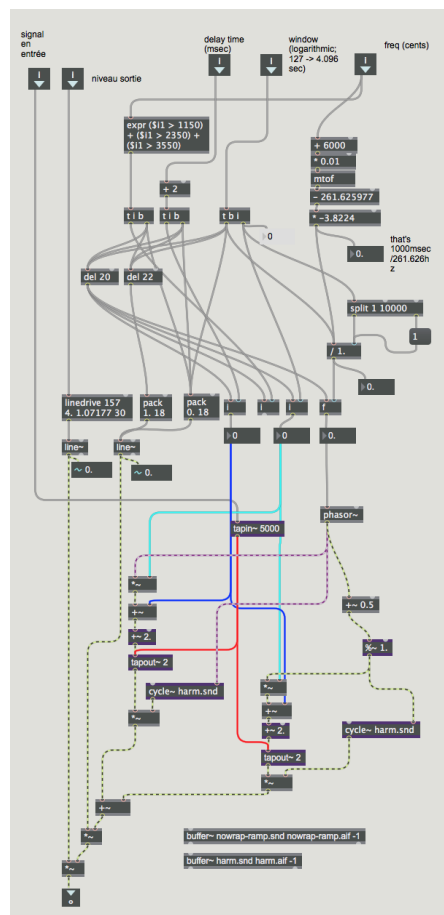 signal
en
entrée
niveau sortie
delay time
(msec)
window
(logarithmic;
127 -> 4.096
sec)
freq (cents)
i
i
i
i
i
expr ($i1 > 1150)
+ ($i1 > 2350) +
($i1 > 3550)
+ 2
+ 6000
* 0.01
mtof
- 261.625977
* -3.8224
t i b
t i b
t b i
0
0.
that's
1000msec
/261.626h
z
del 20
del 22
split 1 10000
1
/ 1.
0.
linedrive 157
4. 1.07177 30
pack
1. 18
pack
0. 18
i
i
i
f
0
0
0.
line~
line~
~ 0.
~ 0.
tapin~ 5000
phasor~
*~
+~
+~ 2.
tapout~ 2
cycle~ harm.snd
*~
+~ 0.5
%~ 1.
*~
+~
+~ 2.
cycle~ harm.snd
tapout~ 2
*~
+~
*~
buffer~ nowrap-ramp.snd nowrap-ramp.aif -1
*~
buffer~ harm.snd harm.aif -1
o